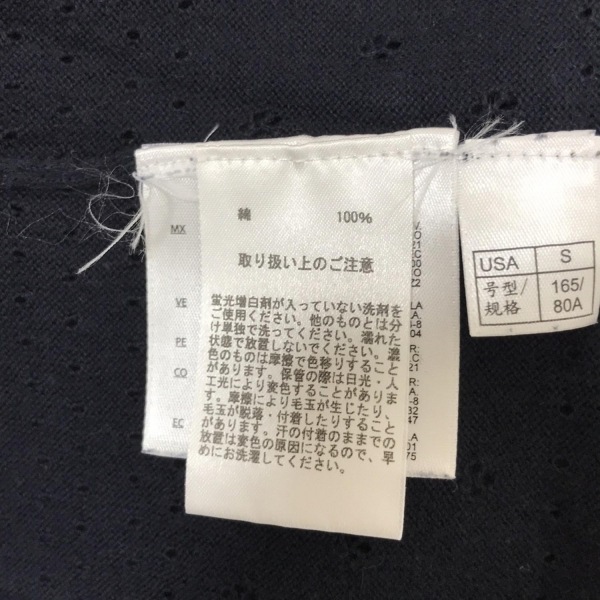 綿 100%
取り扱い上のご注意
蛍光増白剤が入っていない洗剤を
ご使用ください。他のものとは分
け単独で洗ってください。濡れた
状態で放置しないでください。濃
色のものは摩擦で色移りすること
があります。保管の際は日光・人
工光により変色することがありま
す。摩擦により毛玉が生じたり、
毛玉が脱落・付着したりすることの
があります。汗の付着のままでの
放置は変色の原因になるので、早
めにお洗濯してください。
MX
VE
PE
CO
EC
USA S
号型/规格 165/80A